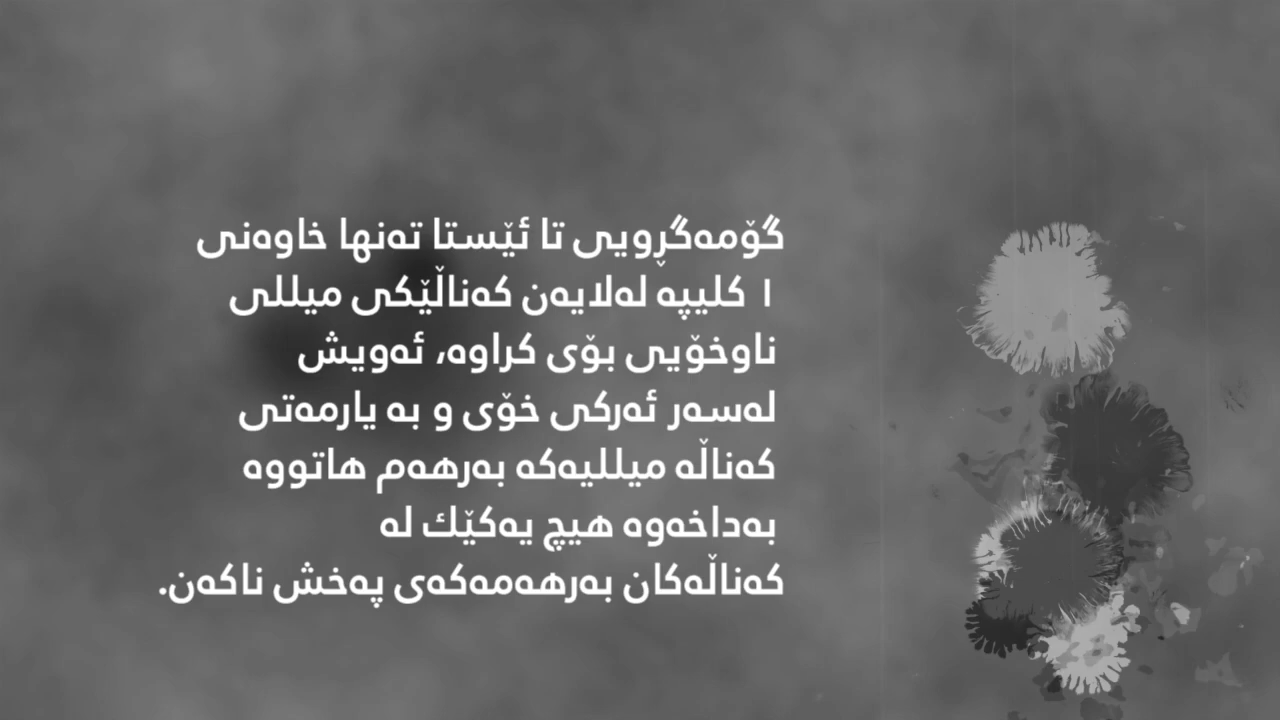 گۆمەگڕویی تا ئێستا تەنها خاوەنی
١ کلیپە لەلایەن کەناڵێکی میللی
ناوخۆیی بۆی کراوە، ئەویش
لەسەر ئەرکی خۆی و بە یارمەتی
کەناڵە میللیەکە بەرهەم هاتووە
بەداخەوە هیچ یەکێك لە
کەناڵەکان بەرهەمەکەی پەخش ناکەن.